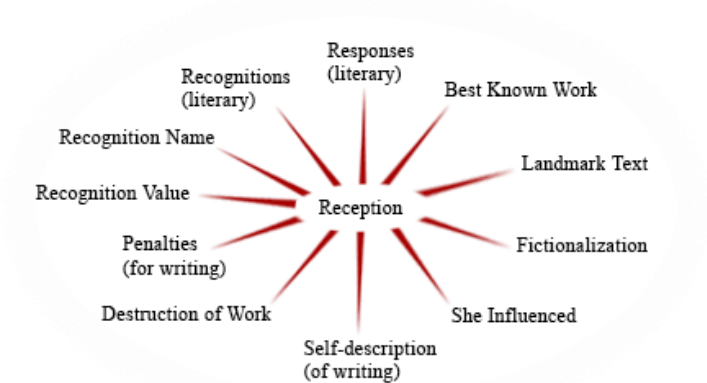 Responses
(literary)
Recognitions
(literary)
Best Known Work
Recognition Name
Landmark Text
Recognition Value
Reception
Penalties
(for writing)
Fictionalization
Destruction of Work
She Influenced
Self-description
(of writing)